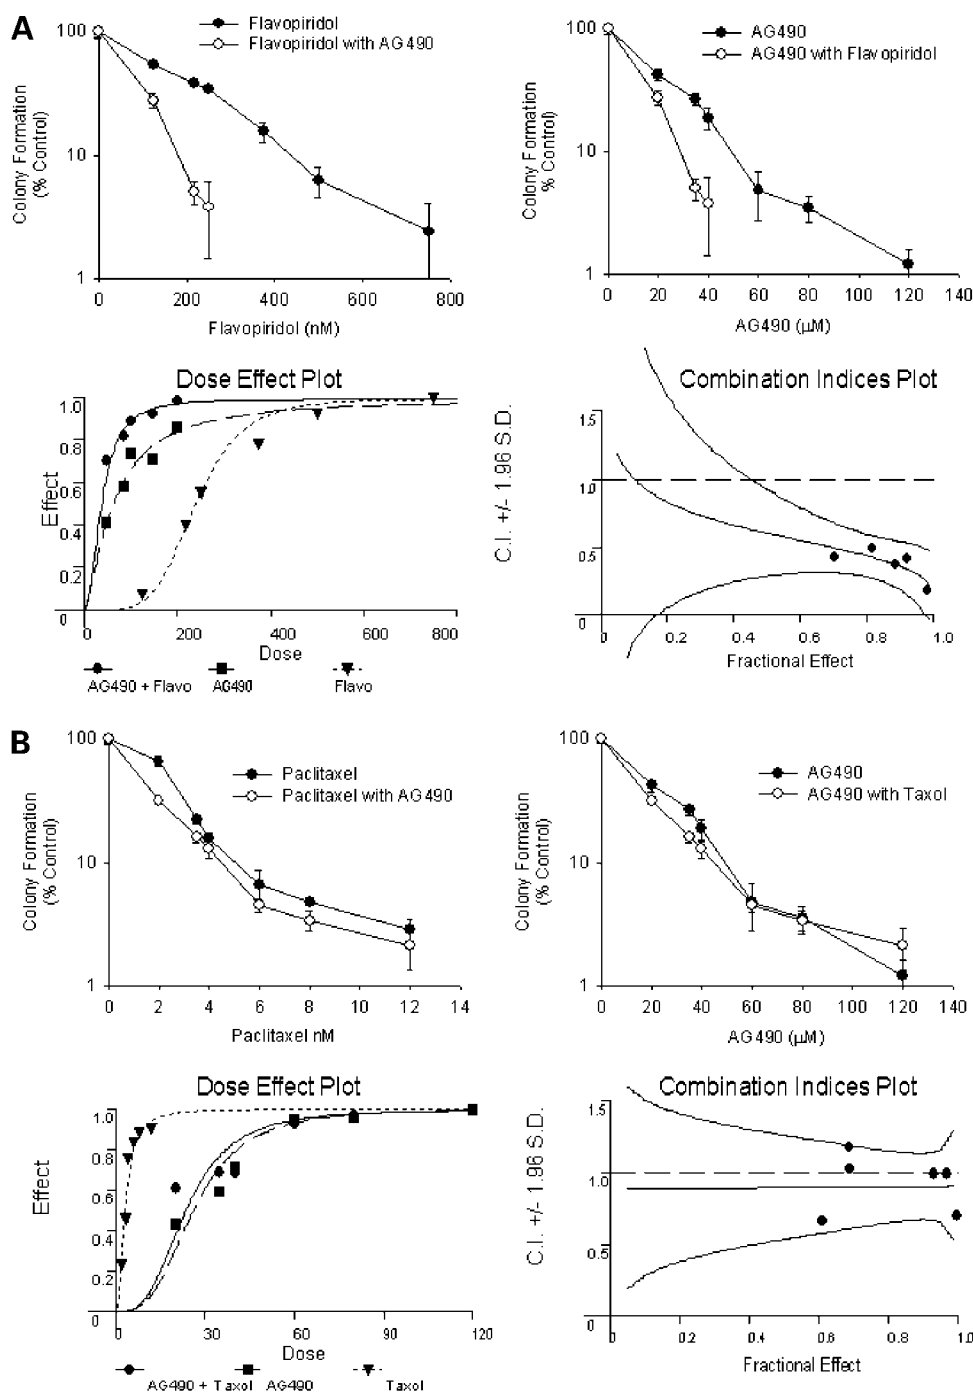 A
Flavopiridol
Flavopiridol with AG490
Colony Formation
(% Control)
100
10
1
0 200 400 600 800
Flavopiridol (nM)
AG490
AG490 with Flavopiridol
Colony Formation
% Control)
100
10
1
0 20 40 60 80 100 120 140
AG490 (µM)
Dose Effect Plot
Effect
1.0
0.8
0.6
0.4
0.2
0
0 200 400 600 800
Dose
AG490 + Flavo AG490 Flavo
Combination Indices Plot
C.I. +/- 1.96 S.D.
1.5
1.0
0.5
0
0.2 0.4 0.6 0.8 1.0
Fractional Effect
B
Paclitaxel
Paclitaxel with AG490
Colony Formation
(% Control)
100
10
1
0 2 4 6 8 10 12 14
Paclitaxel nM
AG490
AG490 with Taxol
Colony Formation
(% Control)
100
10
1
0 20 40 60 80 100 120 140
AG490 (µM)
Dose Effect Plot
Effect
1.0
0.8
0.6
0.4
0.2
0
0 30 60 90 120
Dose
AG490 + Taxol AG490 Taxol
Combination Indices Plot
C.I. +/- 1.96 S.D.
1.5
1.0
0.5
0
0.2 0.4 0.6 0.8 1.0
Fractional Effect